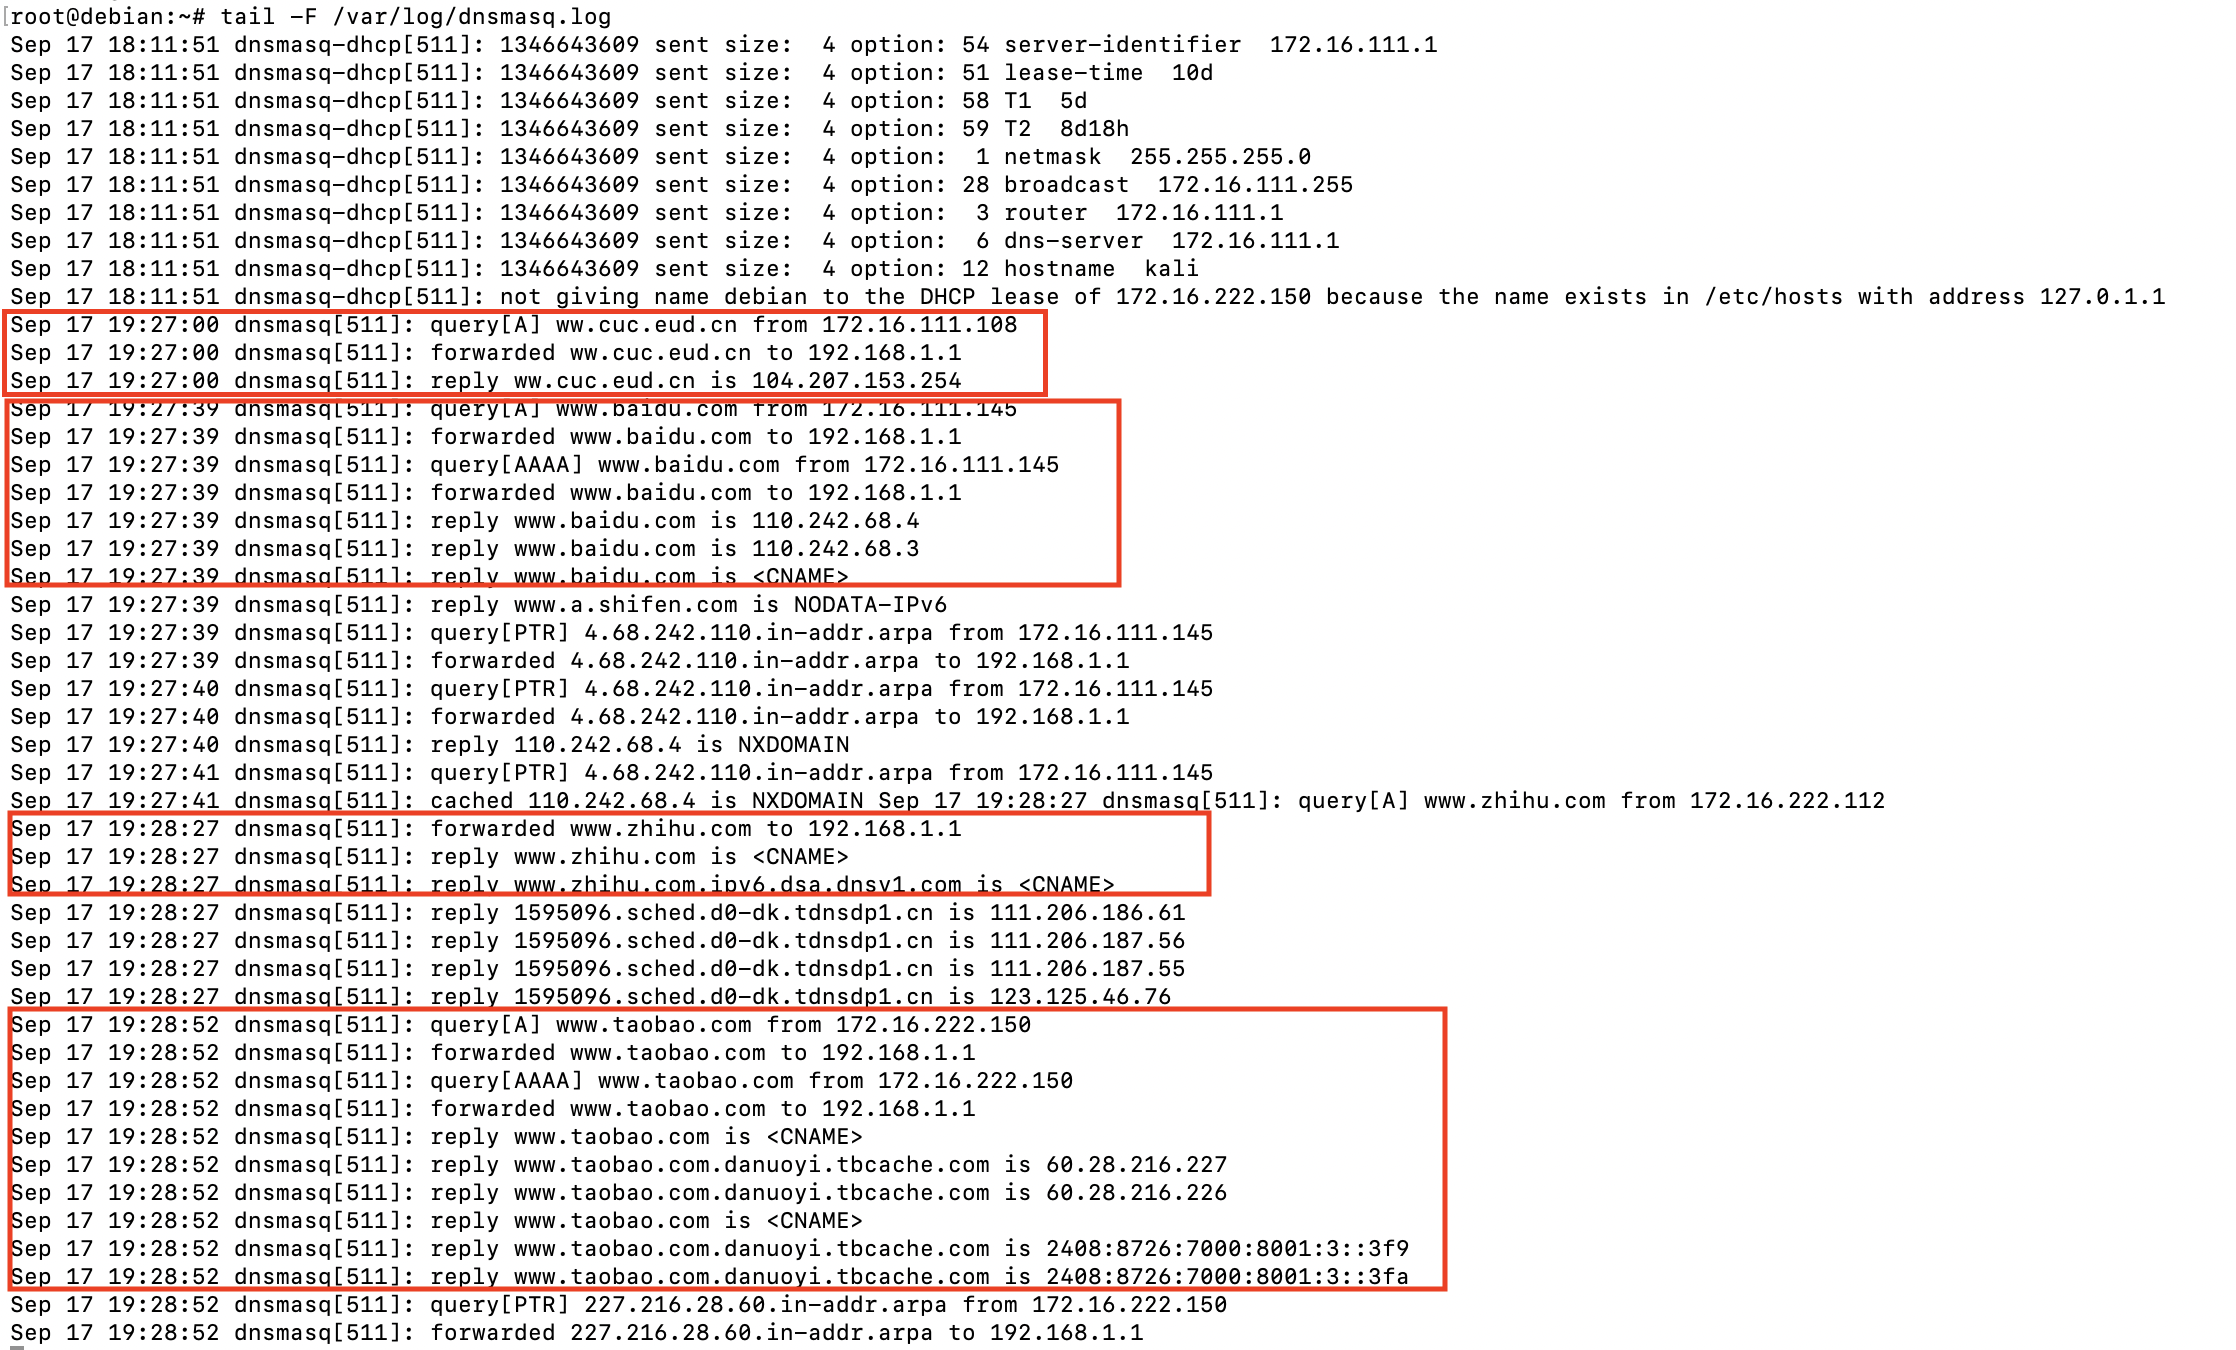 [root@debian:~# tail -F /var/log/dnsmasq.log
Sep 17 18:11:51 dnsmasq-dhcp[511]: 1346643609 sent size:  4 option: 54 server-identifier  172.16.111.1
Sep 17 18:11:51 dnsmasq-dhcp[511]: 1346643609 sent size:  4 option: 51 lease-time  10d
Sep 17 18:11:51 dnsmasq-dhcp[511]: 1346643609 sent size:  4 option: 58 T1  5d
Sep 17 18:11:51 dnsmasq-dhcp[511]: 1346643609 sent size:  4 option: 59 T2  8d18h
Sep 17 18:11:51 dnsmasq-dhcp[511]: 1346643609 sent size:  4 option:  1 netmask  255.255.255.0
Sep 17 18:11:51 dnsmasq-dhcp[511]: 1346643609 sent size:  4 option: 28 broadcast  172.16.111.255
Sep 17 18:11:51 dnsmasq-dhcp[511]: 1346643609 sent size:  4 option:  3 router  172.16.111.1
Sep 17 18:11:51 dnsmasq-dhcp[511]: 1346643609 sent size:  4 option:  6 dns-server  172.16.111.1
Sep 17 18:11:51 dnsmasq-dhcp[511]: 1346643609 sent size:  4 option: 12 hostname  kali
Sep 17 18:11:51 dnsmasq-dhcp[511]: not giving name debian to the DHCP lease of 172.16.222.150 because the name exists in /etc/hosts with address 127.0.1.1
Sep 17 19:27:00 dnsmasq[511]: query[A] ww.cuc.eud.cn from 172.16.111.108
Sep 17 19:27:00 dnsmasq[511]: forwarded ww.cuc.eud.cn to 192.168.1.1
Sep 17 19:27:00 dnsmasq[511]: reply ww.cuc.eud.cn is 104.207.153.254
Sep 17 19:27:39 dnsmasq[511]: query[A] www.baidu.com from 172.16.111.145
Sep 17 19:27:39 dnsmasq[511]: forwarded www.baidu.com to 192.168.1.1
Sep 17 19:27:39 dnsmasq[511]: query[AAAA] www.baidu.com from 172.16.111.145
Sep 17 19:27:39 dnsmasq[511]: forwarded www.baidu.com to 192.168.1.1
Sep 17 19:27:39 dnsmasq[511]: reply www.baidu.com is 110.242.68.4
Sep 17 19:27:39 dnsmasq[511]: reply www.baidu.com is 110.242.68.3
Sep 17 19:27:39 dnsmasq[511]: reply www.baidu.com is <CNAME>
Sep 17 19:27:39 dnsmasq[511]: reply www.a.shifen.com is NODATA-IPv6
Sep 17 19:27:39 dnsmasq[511]: query[PTR] 4.68.242.110.in-addr.arpa from 172.16.111.145
Sep 17 19:27:39 dnsmasq[511]: forwarded 4.68.242.110.in-addr.arpa to 192.168.1.1
Sep 17 19:27:40 dnsmasq[511]: query[PTR] 4.68.242.110.in-addr.arpa from 172.16.111.145
Sep 17 19:27:40 dnsmasq[511]: forwarded 4.68.242.110.in-addr.arpa to 192.168.1.1
Sep 17 19:27:40 dnsmasq[511]: reply 110.242.68.4 is NXDOMAIN
Sep 17 19:27:41 dnsmasq[511]: query[PTR] 4.68.242.110.in-addr.arpa from 172.16.111.145
Sep 17 19:27:41 dnsmasq[511]: cached 110.242.68.4 is NXDOMAIN Sep 17 19:28:27 dnsmasq[511]: query[A] www.zhihu.com from 172.16.222.112
Sep 17 19:28:27 dnsmasq[511]: forwarded www.zhihu.com to 192.168.1.1
Sep 17 19:28:27 dnsmasq[511]: reply www.zhihu.com is <CNAME>
Sep 17 19:28:27 dnsmasq[511]: reply www.zhihu.com.ipv6.dsa.dnsv1.com is <CNAME>
Sep 17 19:28:27 dnsmasq[511]: reply 1595096.sched.d0-dk.tdnsdp1.cn is 111.206.186.61
Sep 17 19:28:27 dnsmasq[511]: reply 1595096.sched.d0-dk.tdnsdp1.cn is 111.206.187.56
Sep 17 19:28:27 dnsmasq[511]: reply 1595096.sched.d0-dk.tdnsdp1.cn is 111.206.187.55
Sep 17 19:28:27 dnsmasq[511]: reply 1595096.sched.d0-dk.tdnsdp1.cn is 123.125.46.76
Sep 17 19:28:52 dnsmasq[511]: query[A] www.taobao.com from 172.16.222.150
Sep 17 19:28:52 dnsmasq[511]: forwarded www.taobao.com to 192.168.1.1
Sep 17 19:28:52 dnsmasq[511]: query[AAAA] www.taobao.com from 172.16.222.150
Sep 17 19:28:52 dnsmasq[511]: forwarded www.taobao.com to 192.168.1.1
Sep 17 19:28:52 dnsmasq[511]: reply www.taobao.com is <CNAME>
Sep 17 19:28:52 dnsmasq[511]: reply www.taobao.com.danuoyi.tbcache.com is 60.28.216.227
Sep 17 19:28:52 dnsmasq[511]: reply www.taobao.com.danuoyi.tbcache.com is 60.28.216.226
Sep 17 19:28:52 dnsmasq[511]: reply www.taobao.com is <CNAME>
Sep 17 19:28:52 dnsmasq[511]: reply www.taobao.com.danuoyi.tbcache.com is 2408:8726:7000:8001:3::3f9
Sep 17 19:28:52 dnsmasq[511]: reply www.taobao.com.danuoyi.tbcache.com is 2408:8726:7000:8001:3::3fa
Sep 17 19:28:52 dnsmasq[511]: query[PTR] 227.216.28.60.in-addr.arpa from 172.16.222.150
Sep 17 19:28:52 dnsmasq[511]: forwarded 227.216.28.60.in-addr.arpa to 192.168.1.1